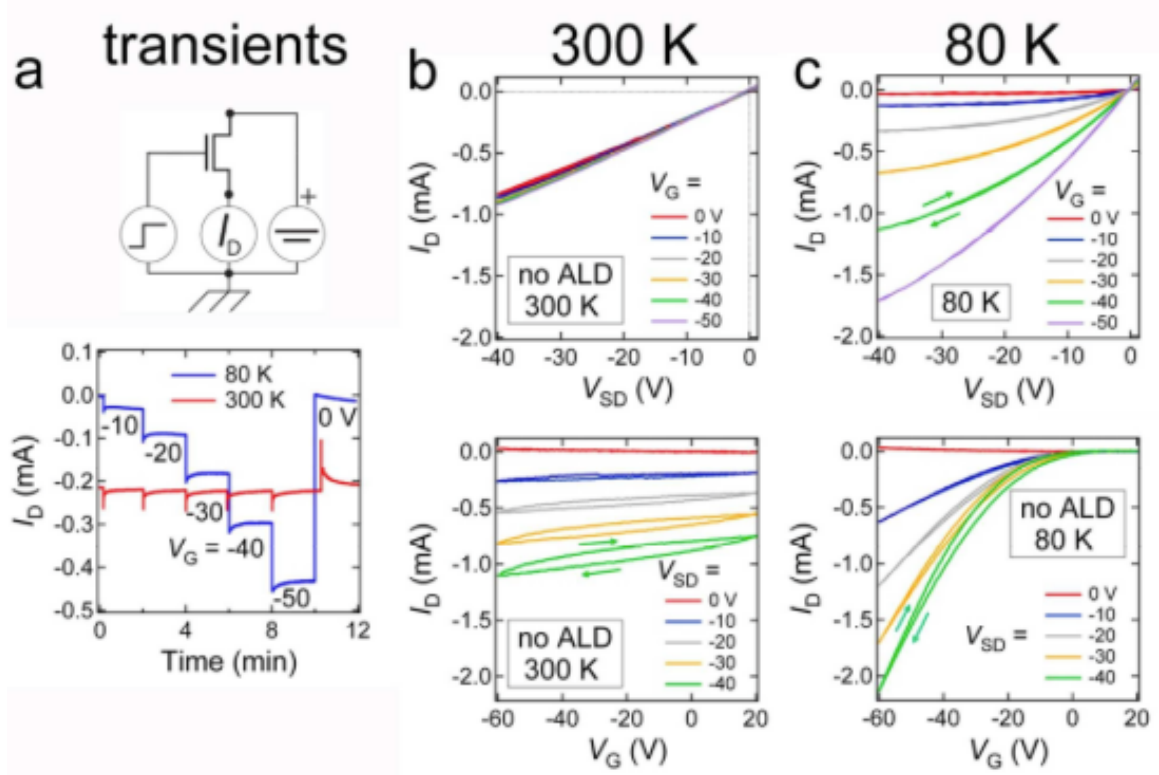 transients
300 K
80 K
a
b
c
I_D
+
0.1
0.0
-0.1
-0.2
-0.3
-0.4
-0.5
I_D (mA)
80 K
300 K
-10
-20
-30
V_G = -40
-50
0 V
0
4
8
12
Time (min)
0.0
-0.5
-1.0
-1.5
-2.0
I_D (mA)
V_G =
0 V
-10
-20
-30
-40
-50
no ALD
300 K
-40
-30
-20
-10
0
V_SD (V)
0.0
-0.5
-1.0
-1.5
-2.0
I_D (mA)
V_G =
0 V
-10
-20
-30
-40
-50
80 K
-40
-30
-20
-10
0
V_SD (V)
0.0
-0.5
-1.0
-1.5
-2.0
I_D (mA)
V_SD =
0 V
-10
-20
-30
-40
no ALD
300 K
-60
-40
-20
0
20
V_G (V)
0.0
-0.5
-1.0
-1.5
-2.0
I_D (mA)
no ALD
80 K
V_SD =
0 V
-10
-20
-30
-40
-60
-40
-20
0
20
V_G (V)